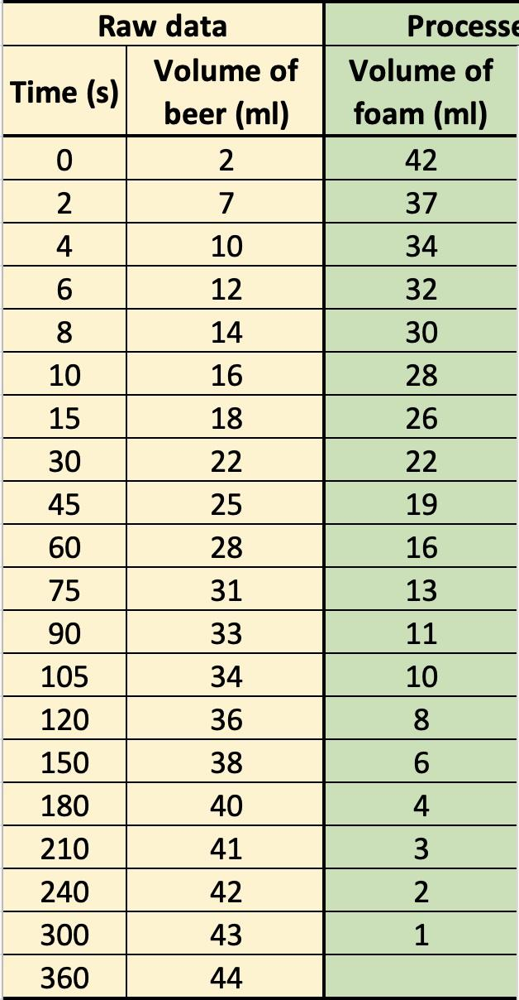 Raw data Processe
Time (s) Volume of beer (ml) Volume of foam (ml)
0 2 42
2 7 37
4 10 34
6 12 32
8 14 30
10 16 28
15 18 26
30 22 22
45 25 19
60 28 16
75 31 13
90 33 11
105 34 10
120 36 8
150 38 6
180 40 4
210 41 3
240 42 2
300 43 1
360 44